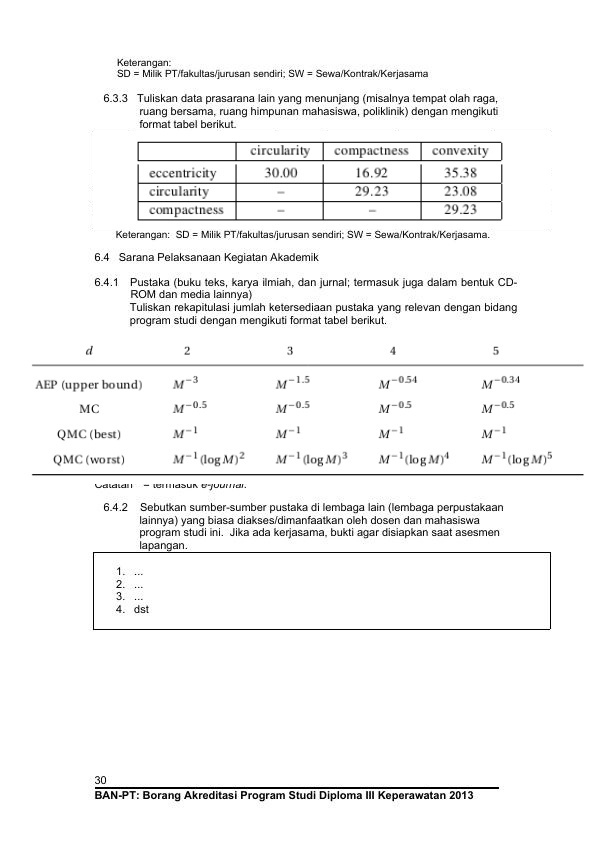 Keterangan:
SD = Milik PT/fakultas/jurusan sendiri; SW = Sewa/Kontrak/Kerjasama
6.3.3 Tuliskan data prasarana lain yang menunjang (misalnya tempat olah raga,
ruang bersama, ruang himpunan mahasiswa, poliklinik) dengan mengikuti
format tabel berikut.
circularity compactness convexity
eccentricity 30.00 16.92 35.38
circularity – 29.23 23.08
compactness – – 29.23
Keterangan: SD = Milik PT/fakultas/jurusan sendiri; SW = Sewa/Kontrak/Kerjasama.
6.4 Sarana Pelaksanaan Kegiatan Akademik
6.4.1 Pustaka (buku teks, karya ilmiah, dan jurnal; termasuk juga dalam bentuk CD-
ROM dan media lainnya)
Tuliskan rekapitulasi jumlah ketersediaan pustaka yang relevan dengan bidang
program studi dengan mengikuti format tabel berikut.
d 2 3 4 5
AEP (upper bound) M^−3 M^−1.5 M^−0.54 M^−0.34
MC M^−0.5 M^−0.5 M^−0.5 M^−0.5
QMC (best) M^−1 M^−1 M^−1 M^−1
QMC (worst) M^−1(log M)^2 M^−1(log M)^3 M^−1(log M)^4 M^−1(log M)^5
Catatan = termasuk e-journal.
6.4.2 Sebutkan sumber-sumber pustaka di lembaga lain (lembaga perpustakaan
lainnya) yang biasa diakses/dimanfaatkan oleh dosen dan mahasiswa
program studi ini. Jika ada kerjasama, bukti agar disiapkan saat asesmen
lapangan.
1. ...
2. ...
3. ...
4. dst
30
BAN-PT: Borang Akreditasi Program Studi Diploma III Keperawatan 2013